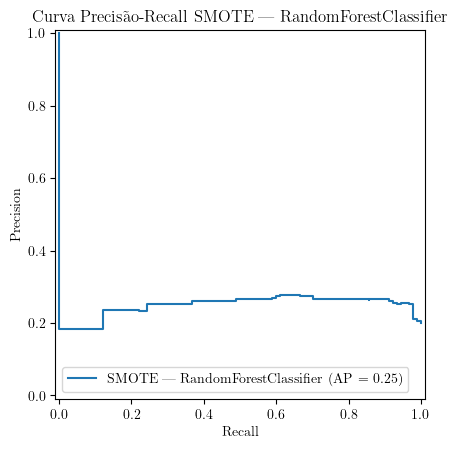 Curva Precisão-Recall SMOTE — RandomForestClassifier
1.0
0.8
0.6
0.4
0.2
0.0
Precision
SMOTE — RandomForestClassifier (AP = 0.25)
0.0 0.2 0.4 0.6 0.8 1.0
Recall